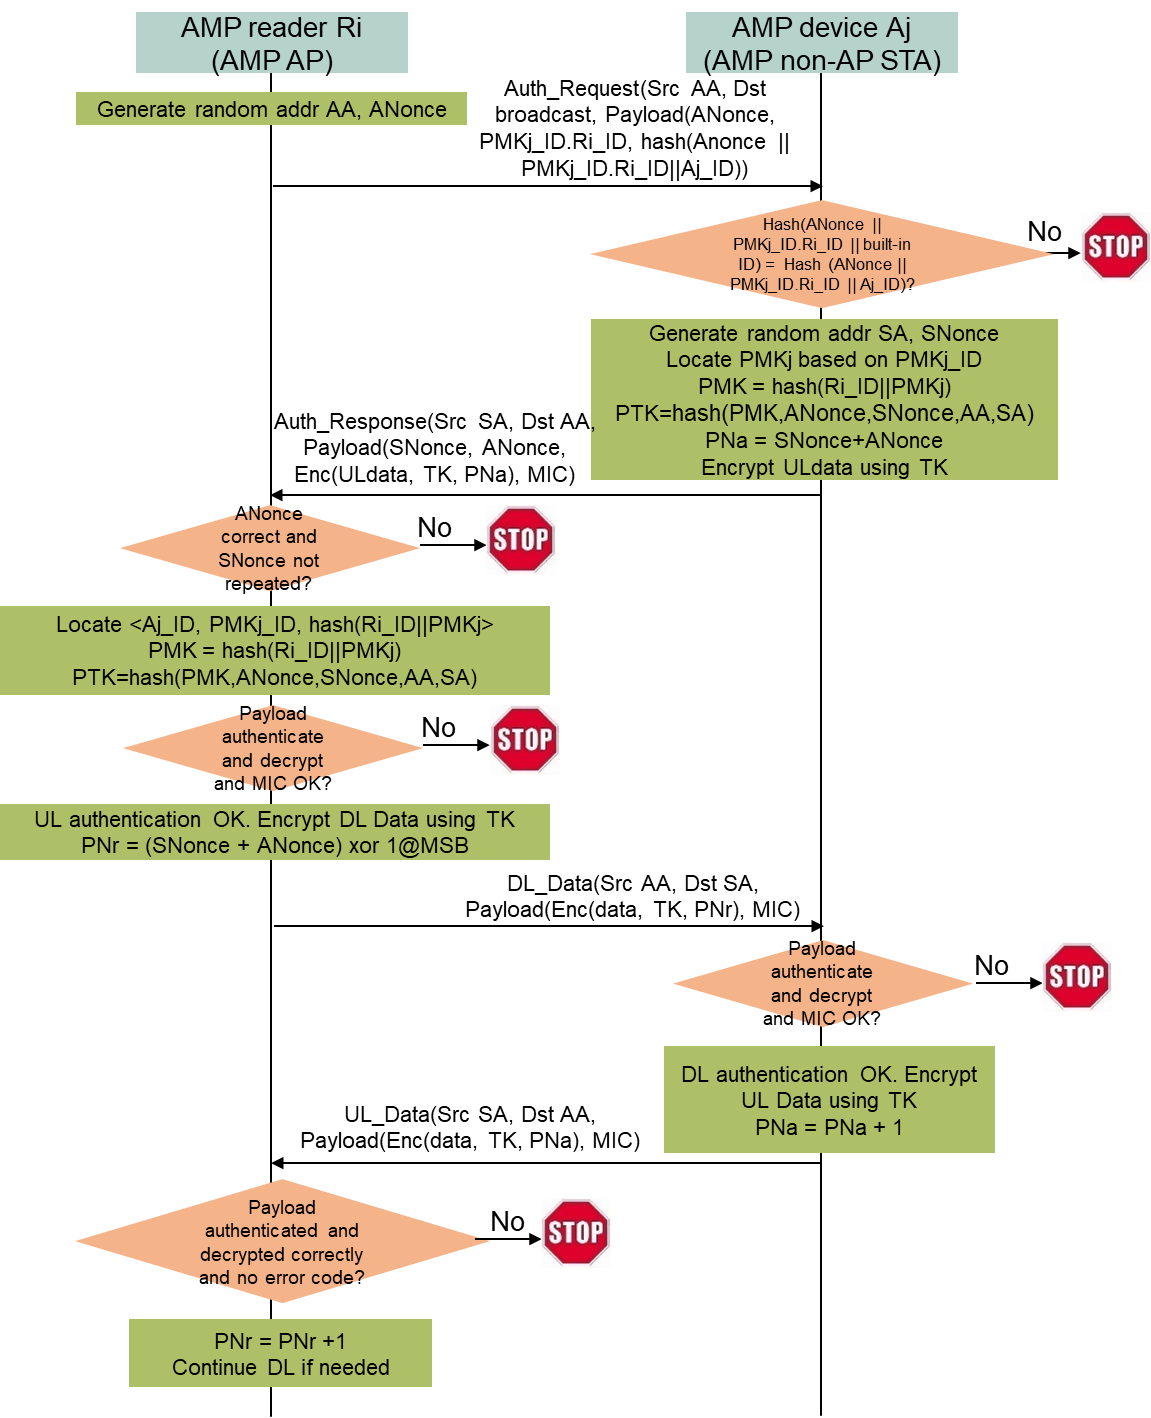 AMP reader Ri
(AMP AP)
AMP device Aj
(AMP non-AP STA)
Generate random addr AA, ANonce
Auth_Request(Src AA, Dst
broadcast, Payload(ANonce,
PMKj_ID.Ri_ID, hash(Anonce ||
PMKj_ID.Ri_ID||Aj_ID))
Hash(ANonce ||
PMKj_ID.Ri_ID || built-in
ID) = Hash (ANonce ||
PMKj_ID.Ri_ID || Aj_ID)?
No
STOP
Generate random addr SA, SNonce
Locate PMKj based on PMKj_ID
PMK = hash(Ri_ID||PMKj)
PTK=hash(PMK,ANonce,SNonce,AA,SA)
PNa = SNonce+ANonce
Encrypt ULdata using TK
Auth_Response(Src SA, Dst AA,
Payload(SNonce, ANonce,
Enc(ULdata, TK, PNa), MIC)
ANonce
correct and
SNonce not
repeated?
No
STOP
Locate <Aj_ID, PMKj_ID, hash(Ri_ID||PMKj>
PMK = hash(Ri_ID||PMKj)
PTK=hash(PMK,ANonce,SNonce,AA,SA)
Payload
authenticate
and decrypt
and MIC OK?
No
STOP
UL authentication OK. Encrypt DL Data using TK
PNr = (SNonce + ANonce) xor 1@MSB
DL_Data(Src AA, Dst SA,
Payload(Enc(data, TK, PNr), MIC)
Payload
authenticate
and decrypt
and MIC OK?
No
STOP
DL authentication OK. Encrypt
UL Data using TK
PNa = PNa + 1
UL_Data(Src SA, Dst AA,
Payload(Enc(data, TK, PNa), MIC)
Payload
authenticated and
decrypted correctly
and no error code?
No
STOP
PNr = PNr +1
Continue DL if needed